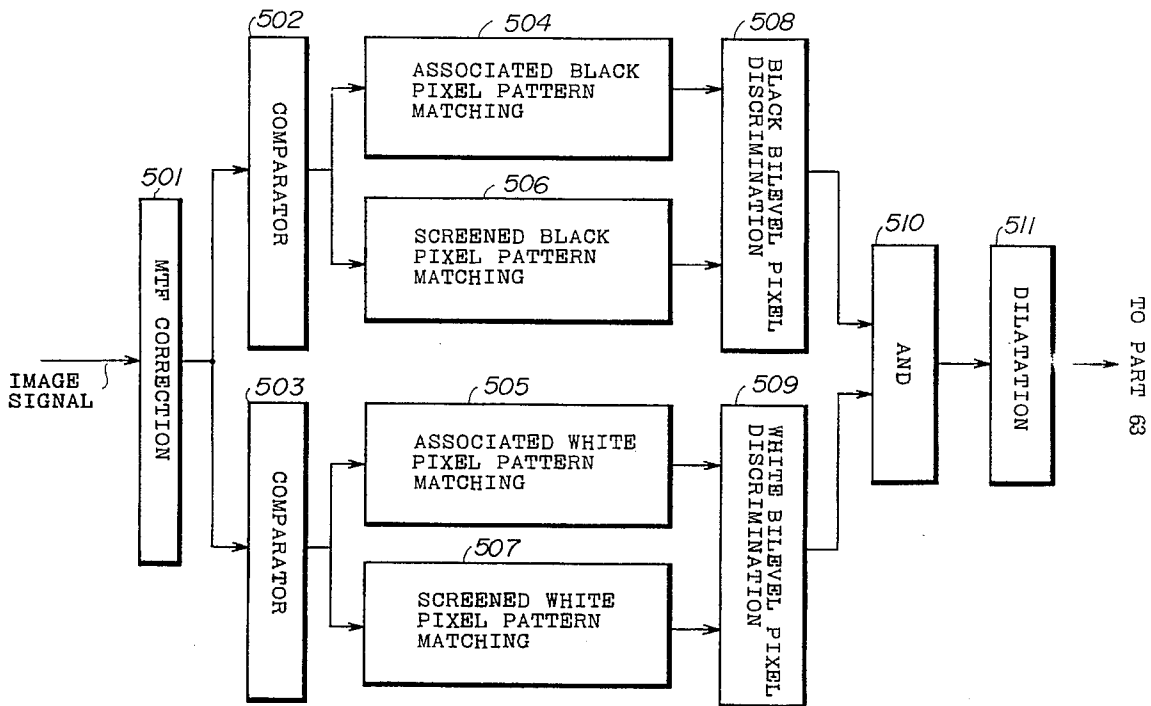 501
MTF CORRECTION
IMAGE
SIGNAL
502
COMPARATOR
503
COMPARATOR
504
ASSOCIATED BLACK
PIXEL PATTERN
MATCHING
506
SCREENED BLACK
PIXEL PATTERN
MATCHING
505
ASSOCIATED WHITE
PIXEL PATTERN
MATCHING
507
SCREENED WHITE
PIXEL PATTERN
MATCHING
508
BLACK BILEVEL PIXEL
DISCRIMINATION
509
WHITE BILEVEL PIXEL
DISCRIMINATION
510
AND
511
DILATATION
TO PART 63